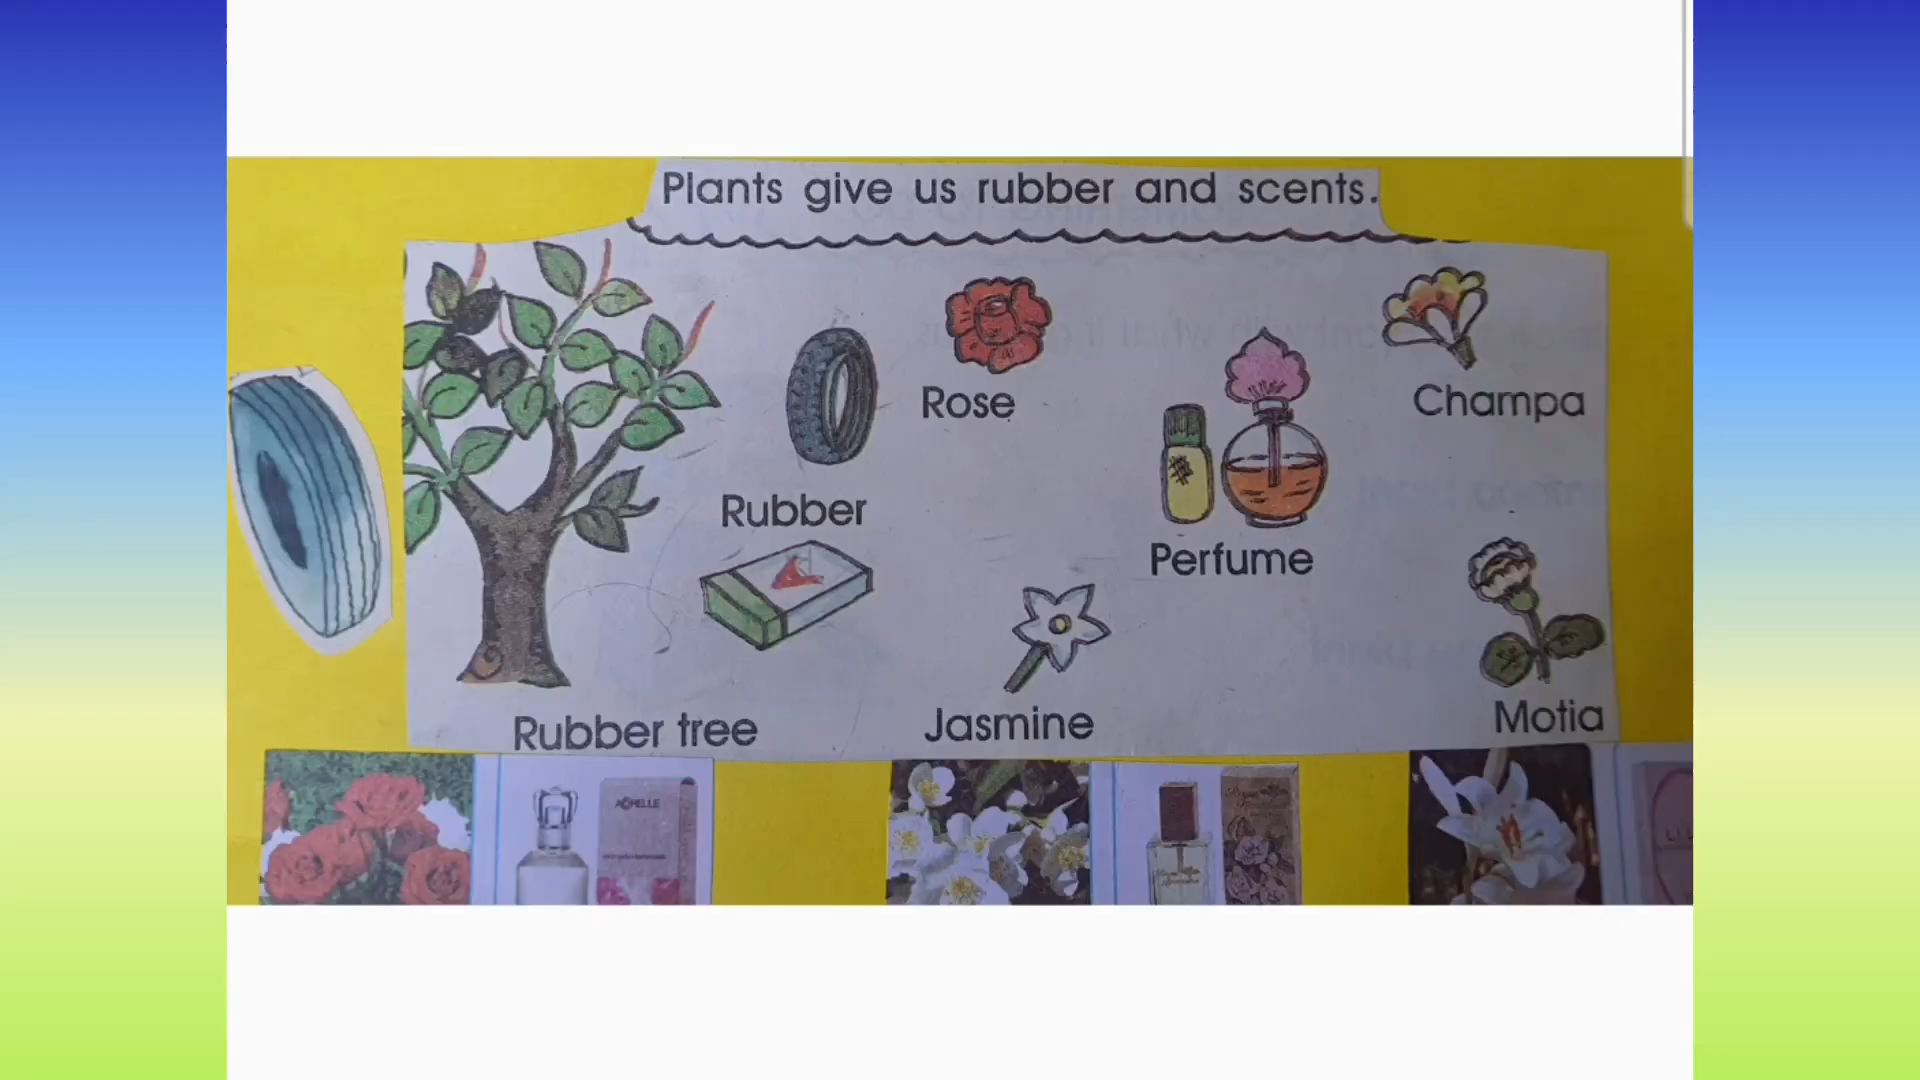 Plants give us rubber and scents.
Rose
Champa
Rubber
Perfume
Rubber tree
Jasmine
Motia